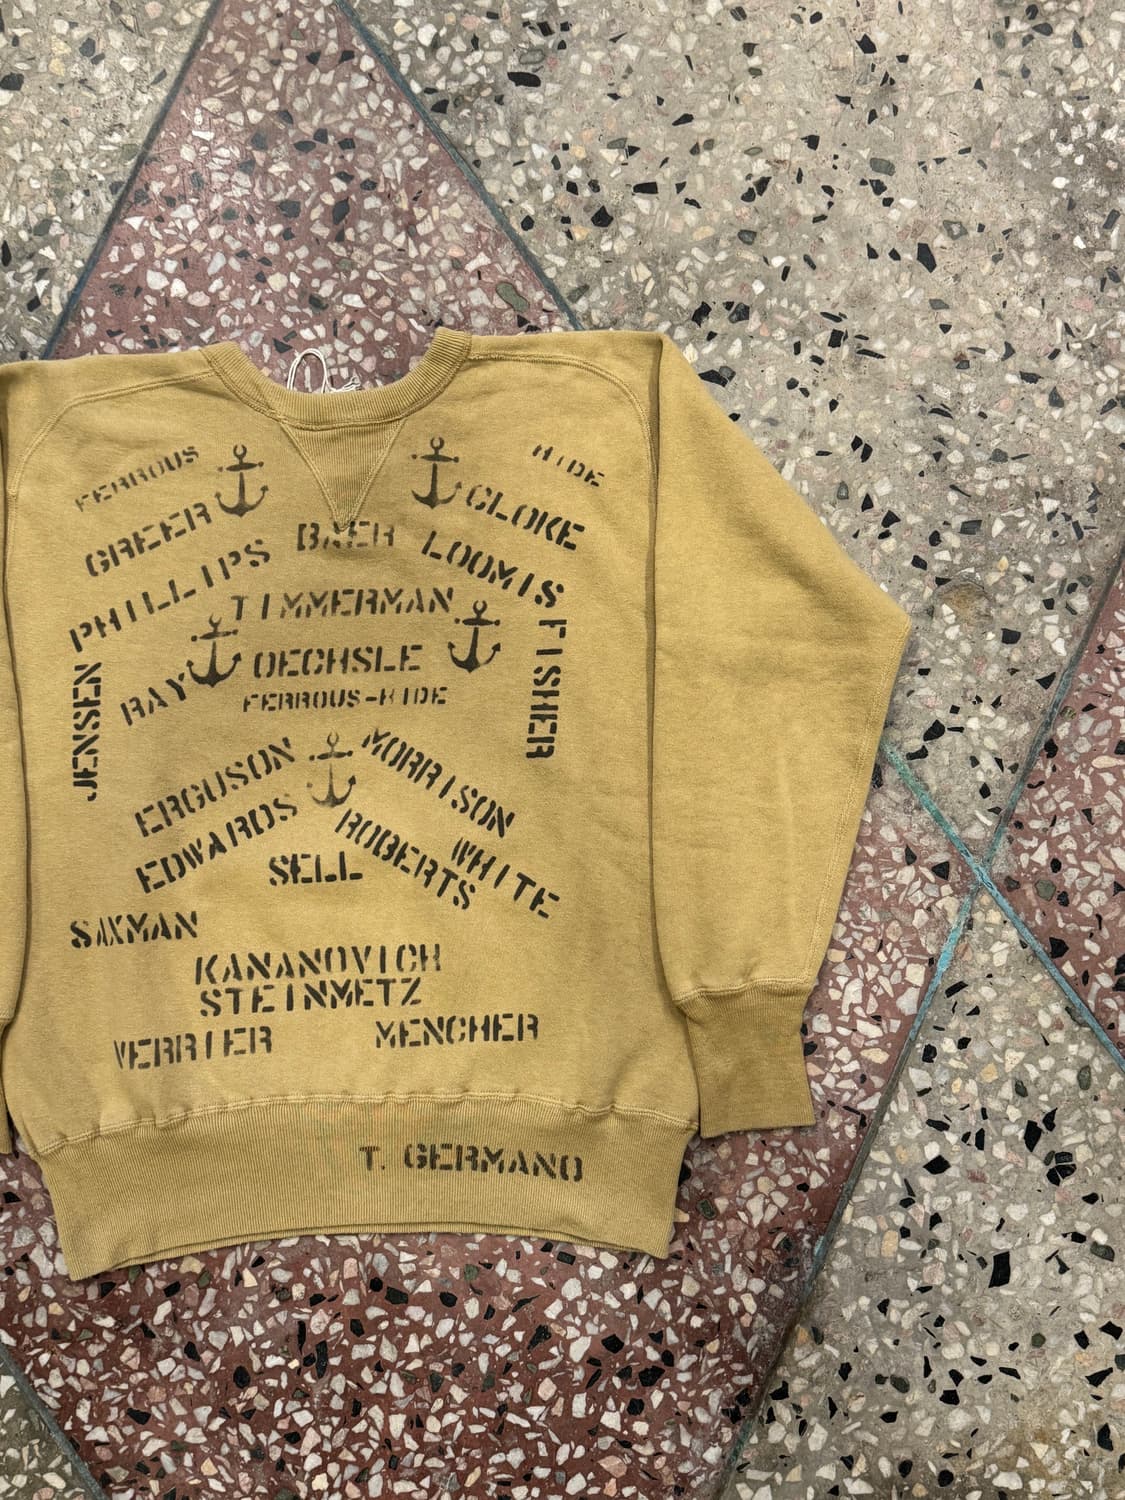 FERROUS HIDE
GREER CLOKE
BAER
PHILLIPS LOOMIS
TIMMERMAN
FISHER
OECHSLE
RAY
JENSEN
FERROUS-HIDE
FERGUSON MORRISON
EDWARDS ROBERTS WHITE
SELL
SAXMAN
KANANOVICH
STEINMETZ
VERRIER MENCHER
T. GERMANO